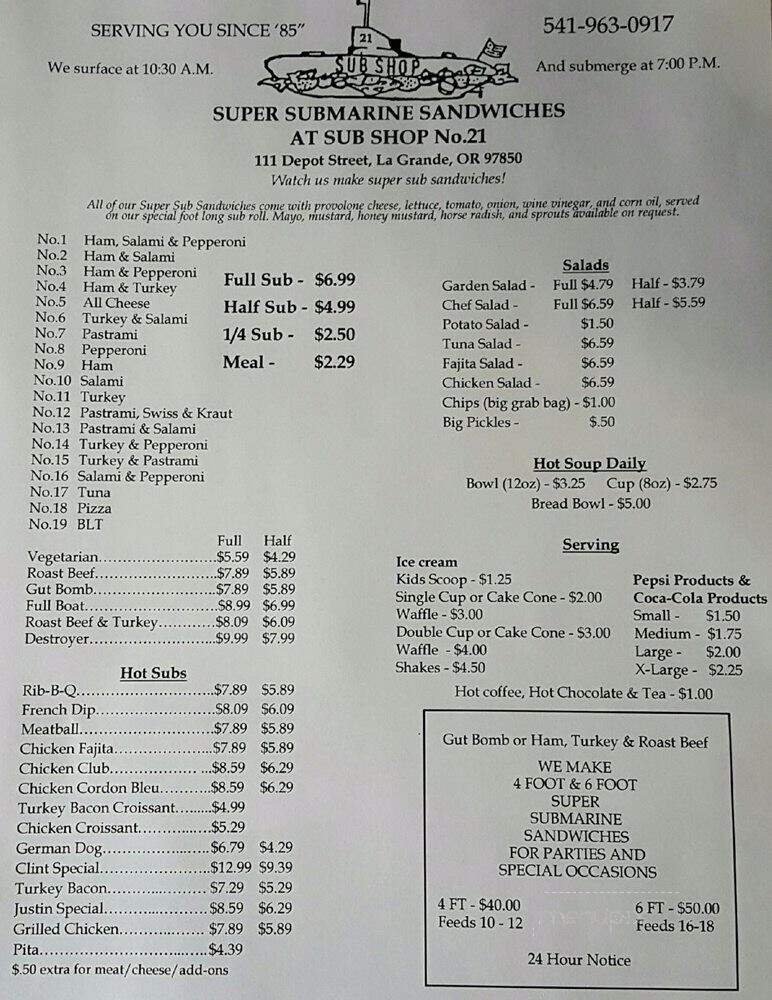 SERVING YOU SINCE '85"
541-963-0917
21
SUB SHOP
We surface at 10:30 A.M.
And submerge at 7:00 P.M.
SUPER SUBMARINE SANDWICHES
AT SUB SHOP No.21
111 Depot Street, La Grande, OR 97850
Watch us make super sub sandwiches!
All of our Super Sub Sandwiches come with provolone cheese, lettuce, tomato, onion, wine vinegar, and corn oil, served
on our special foot long sub roll. Mayo, mustard, honey mustard, horse radish, and sprouts available on request.
No.1 Ham, Salami & Pepperoni
No.2 Ham & Salami
No.3 Ham & Pepperoni
No.4 Ham & Turkey
No.5 All Cheese
No.6 Turkey & Salami
No.7 Pastrami
No.8 Pepperoni
No.9 Ham
No.10 Salami
No.11 Turkey
No.12 Pastrami, Swiss & Kraut
No.13 Pastrami & Salami
No.14 Turkey & Pepperoni
No.15 Turkey & Pastrami
No.16 Salami & Pepperoni
No.17 Tuna
No.18 Pizza
No.19 BLT
Full Sub - $6.99
Half Sub - $4.99
1/4 Sub - $2.50
Meal - $2.29
Full Half
Vegetarian.....................$5.59 $4.29
Roast Beef.....................$7.89 $5.89
Gut Bomb.....................$7.89 $5.89
Full Boat.......................$8.99 $6.99
Roast Beef & Turkey...........$8.09 $6.09
Destroyer.......................$9.99 $7.99
Hot Subs
Rib-B-Q.......................$7.89 $5.89
French Dip.....................$8.09 $6.09
Meatball.......................$7.89 $5.89
Chicken Fajita.................$7.89 $5.89
Chicken Club.................. ...$8.59 $6.29
Chicken Cordon Bleu..........$8.59 $6.29
Turkey Bacon Croissant.........$4.99
Chicken Croissant.............$5.29
German Dog...................$6.79 $4.29
Clint Special...................$12.99 $9.39
Turkey Bacon.................. $7.29 $5.29
Justin Special...................$8.59 $6.29
Grilled Chicken............... $7.89 $5.89
Pita.............................$4.39
$.50 extra for meat/cheese/add-ons
Salads
Garden Salad - Full $4.79 Half - $3.79
Chef Salad - Full $6.59 Half - $5.59
Potato Salad - $1.50
Tuna Salad - $6.59
Fajita Salad - $6.59
Chicken Salad - $6.59
Chips (big grab bag) - $1.00
Big Pickles - $.50
Hot Soup Daily
Bowl (12oz) - $3.25 Cup (8oz) - $2.75
Bread Bowl - $5.00
Serving
Ice cream
Kids Scoop - $1.25
Single Cup or Cake Cone - $2.00
Waffle - $3.00
Double Cup or Cake Cone - $3.00
Waffle - $4.00
Shakes - $4.50
Pepsi Products &
Coca-Cola Products
Small - $1.50
Medium - $1.75
Large - $2.00
X-Large - $2.25
Hot coffee, Hot Chocolate & Tea - $1.00
Gut Bomb or Ham, Turkey & Roast Beef
WE MAKE
4 FOOT & 6 FOOT
SUPER
SUBMARINE
SANDWICHES
FOR PARTIES AND
SPECIAL OCCASIONS
4 FT - $40.00
Feeds 10 - 12
6 FT - $50.00
Feeds 16-18
24 Hour Notice